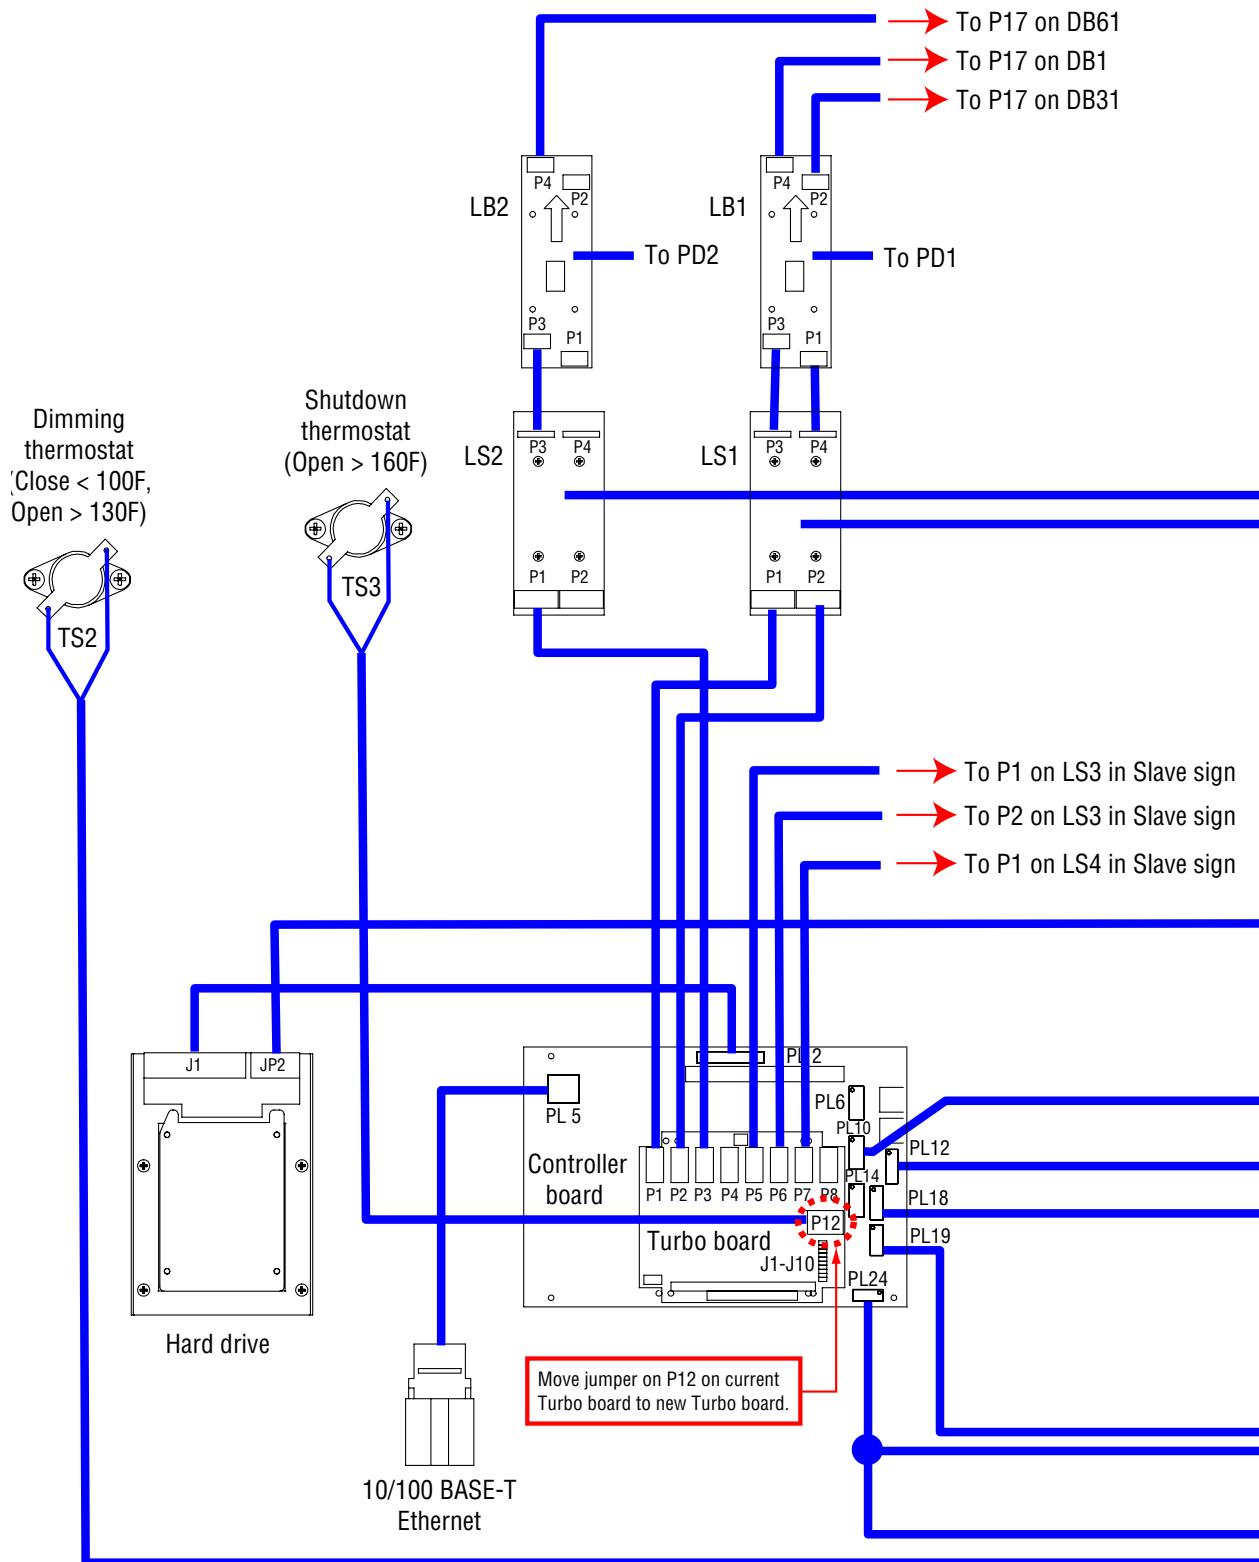 To P17 on DB61
To P17 on DB1
To P17 on DB31
P4
P2
LB2
P4
P2
LB1
To PD2
To PD1
P3
P1
P3
P1
Dimming
thermostat
(Close < 100F,
Open > 130F)
Shutdown
thermostat
(Open > 160F)
LS2
P3 P4
LS1
P3 P4
P1 P2
P1 P2
TS3
TS2
To P1 on LS3 in Slave sign
To P2 on LS3 in Slave sign
To P1 on LS4 in Slave sign
J1
JP2
PL 2
PL 5
PL6
PL10
PL12
Controller
board
PL14
P1 P2 P3 P4 P5 P6 P7 P8
PL18
P12
Turbo board
PL19
J1-J10
PL24
Hard drive
Move jumper on P12 on current
Turbo board to new Turbo board.
10/100 BASE-T
Ethernet